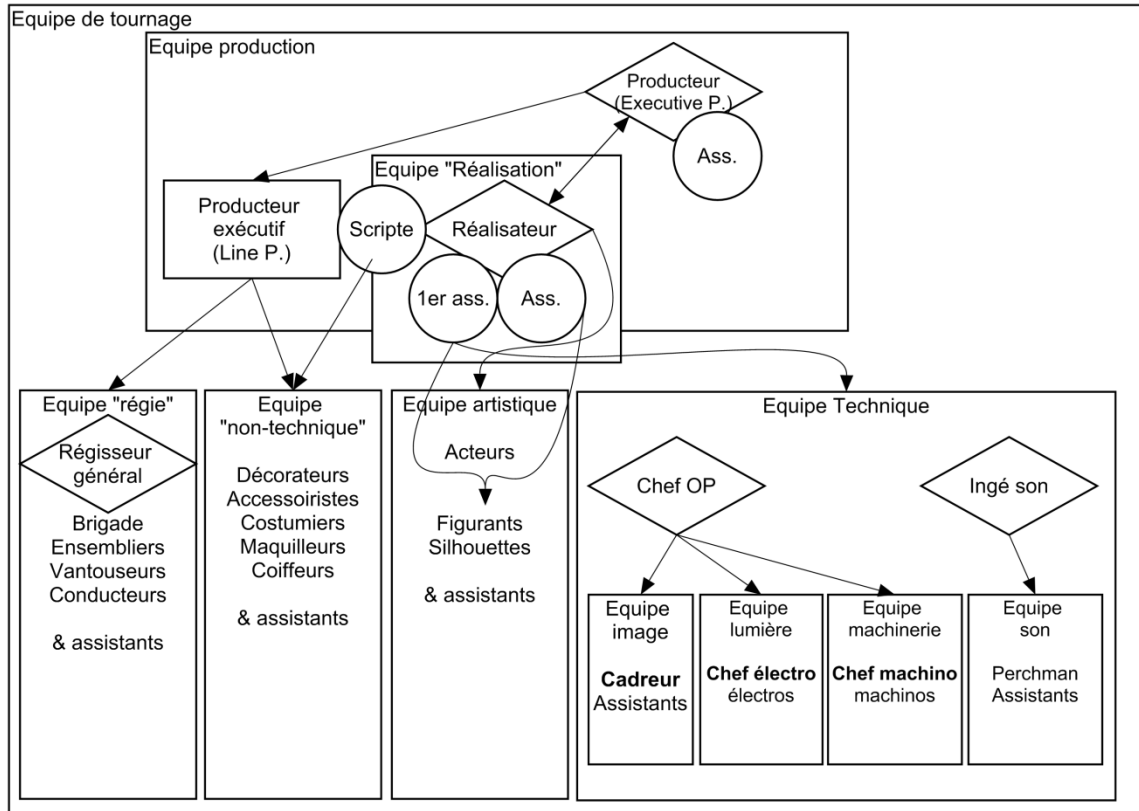 Equipe de tournage
Equipe production
Producteur
(Executive P.)
Ass.
Equipe "Réalisation"
Producteur
exécutif
(Line P.)
Scripte
Réalisateur
1er ass.
Ass.
Equipe "régie"
Régisseur
général
Brigade
Ensembliers
Vantouseurs
Conducteurs
& assistants
Equipe
"non-technique"
Décorateurs
Accessoiristes
Costumiers
Maquilleurs
Coiffeurs
& assistants
Equipe artistique
Acteurs
Figurants
Silhouettes
& assistants
Equipe Technique
Chef OP
Ingé son
Equipe
image
Cadreur
Assistants
Equipe
lumière
Chef électro
électros
Equipe
machinerie
Chef machino
machinos
Equipe
son
Perchman
Assistants